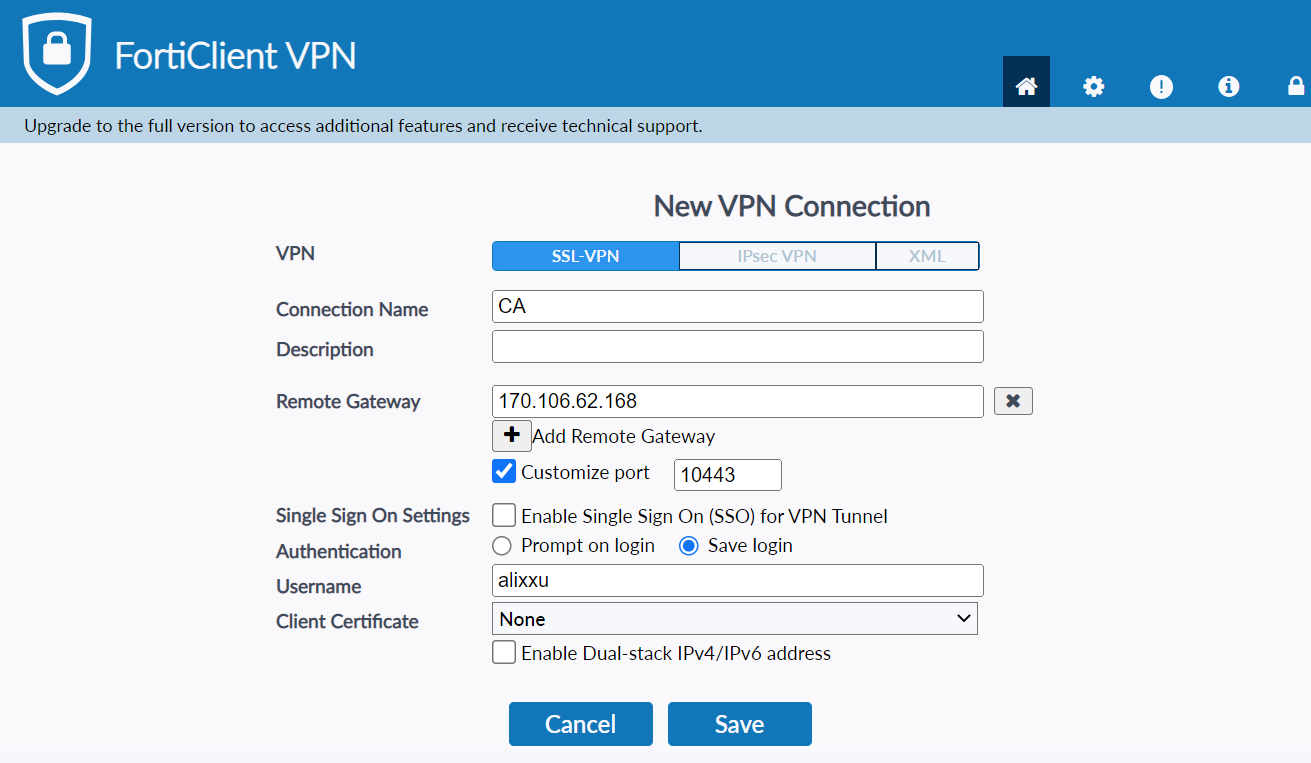 FortiClient VPN
Upgrade to the full version to access additional features and receive technical support.
New VPN Connection
VPN SSL-VPN IPsec VPN XML
Connection Name CA
Description
Remote Gateway 170.106.62.168
Add Remote Gateway
Customize port 10443
Single Sign On Settings Enable Single Sign On (SSO) for VPN Tunnel
Authentication Prompt on login Save login
Username alixxu
Client Certificate None
Enable Dual-stack IPv4/IPv6 address
Cancel Save